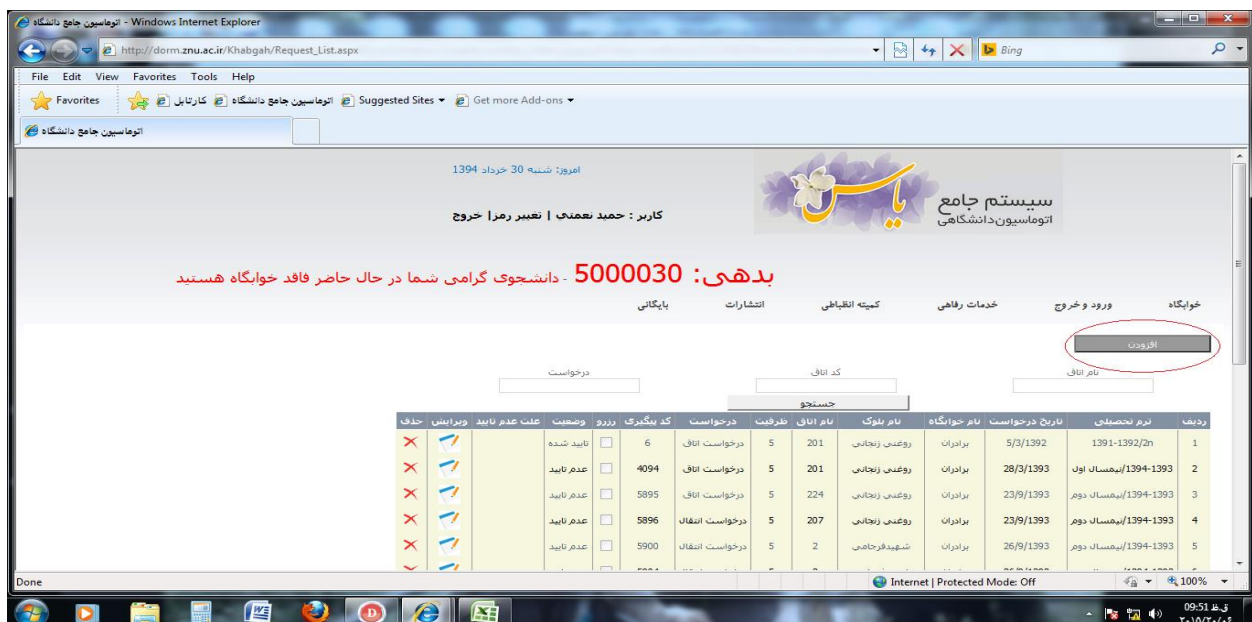 اتوماسیون جامع دانشگاه - Windows Internet Explorer
http://dorm.znu.ac.ir/Khabgah/Request_List.aspx
Bing
File Edit View Favorites Tools Help
Favorites کارتابل اتوماسیون جامع دانشگاه Suggested Sites Get more Add-ons
اتوماسیون جامع دانشگاه
امروز: شنبه 30 خرداد 1394
یاس
سیستم جامع
اتوماسیون‌دانشگاهی
کاربر : حمید نعمتی | تغییر رمز| خروج
بدهی: 5000030 - دانشجوی گرامی شما در حال حاضر فاقد خوابگاه هستید
خوابگاه ورود و خروج خدمات رفاهی کمیته انظباطی انتشارات بایگانی
افزودن
نام اتاق کد اتاق درخواست
جستجو
ردیف ترم تحصیلی تاریخ درخواست نام خوابگاه نام بلوک نام اتاق ظرفیت درخواست کد پیگیری رزرو وضعیت علت عدم تایید ویرایش حذف
1 1391-1392/2n 5/3/1392 برادران روغنی زنجانی 201 5 درخواست اتاق 6 تایید شده
2 1393-1394/نیمسال اول 28/3/1393 برادران روغنی زنجانی 201 5 درخواست اتاق 4094 عدم تایید
3 1393-1394/نیمسال دوم 23/9/1393 برادران روغنی زنجانی 224 5 درخواست اتاق 5895 عدم تایید
4 1393-1394/نیمسال دوم 23/9/1393 برادران روغنی زنجانی 207 5 درخواست انتقال 5896 عدم تایید
5 1393-1394/نیمسال دوم 26/9/1393 برادران شهیدفرجامی 2 5 درخواست انتقال 5900 عدم تایید
Done Internet | Protected Mode: Off 100%
09:51 ق.ظ
۲۰۱۵/۲۰/۰۶